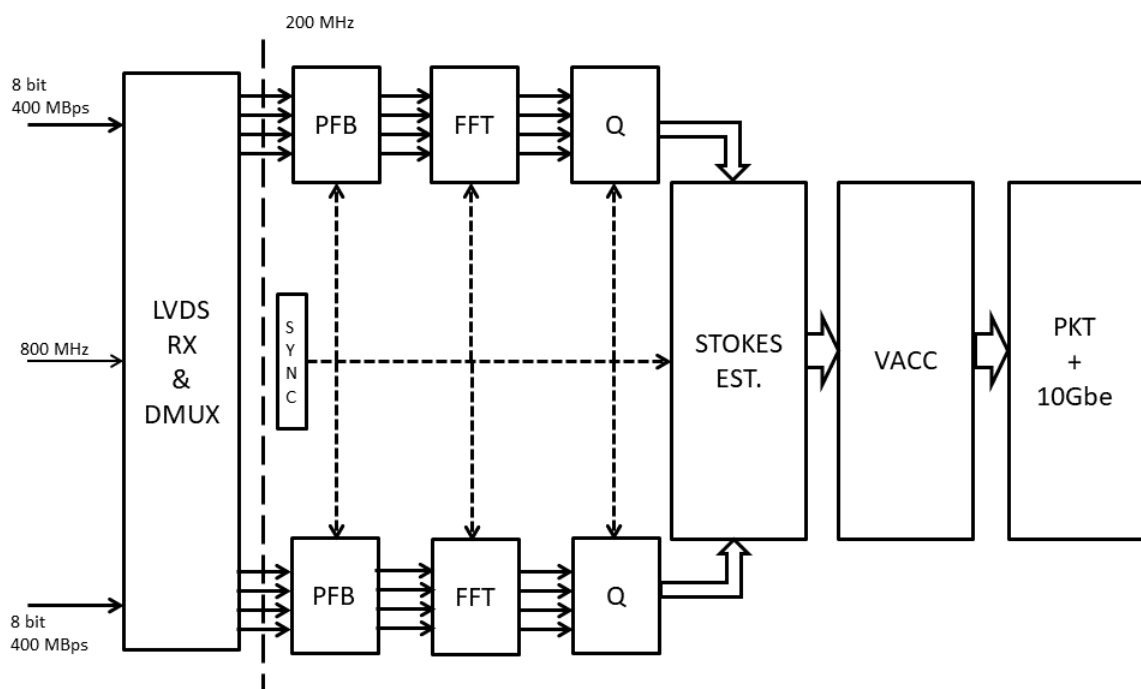 200 MHz
8 bit
400 MBps
PFB
FFT
Q
LVDS
RX
&
DMUX
800 MHz
S
Y
N
C
STOKES
EST.
VACC
PKT
+
10Gbe
PFB
FFT
Q
8 bit
400 MBps